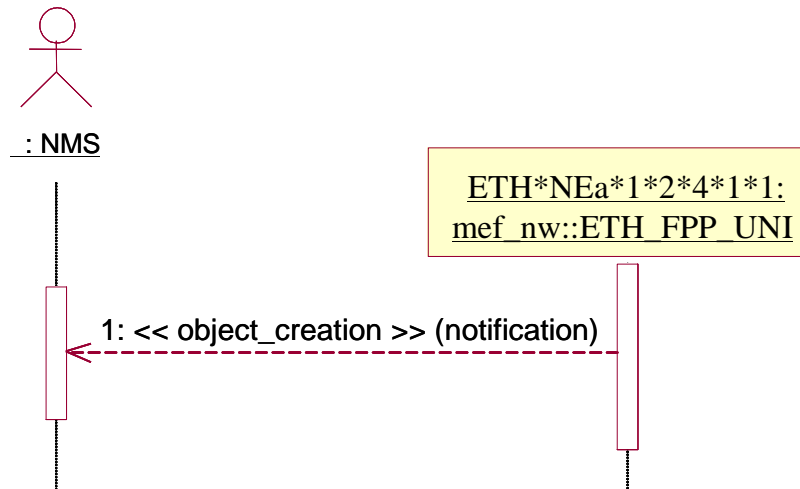 : NMS
ETH*NEa*1*2*4*1*1:
mef_nw::ETH_FPP_UNI
1: << object_creation >> (notification)